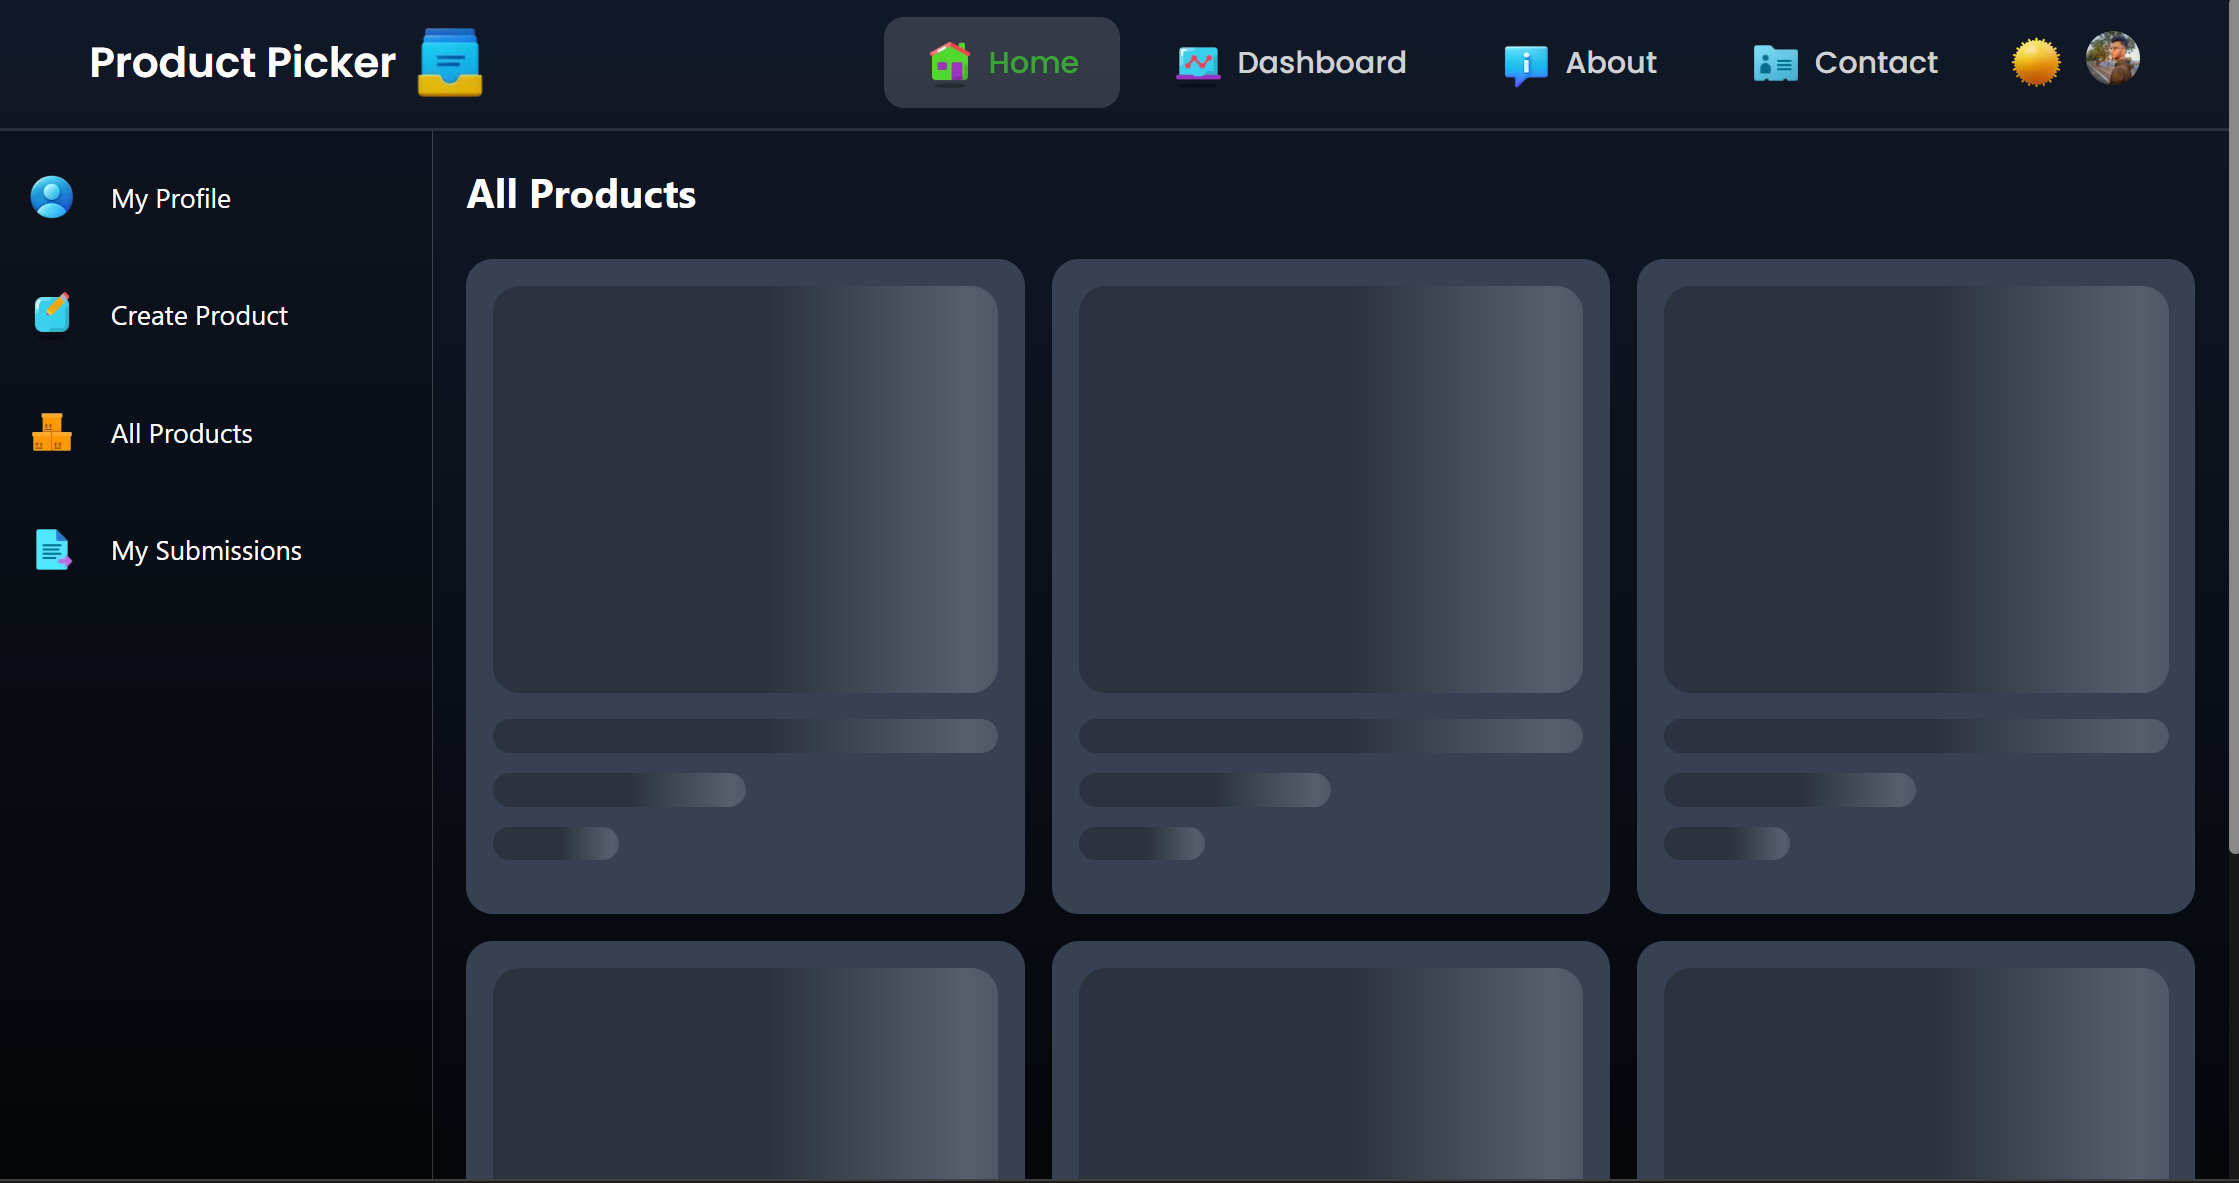 Product Picker
Home
Dashboard
About
Contact
My Profile
Create Product
All Products
My Submissions
All Products